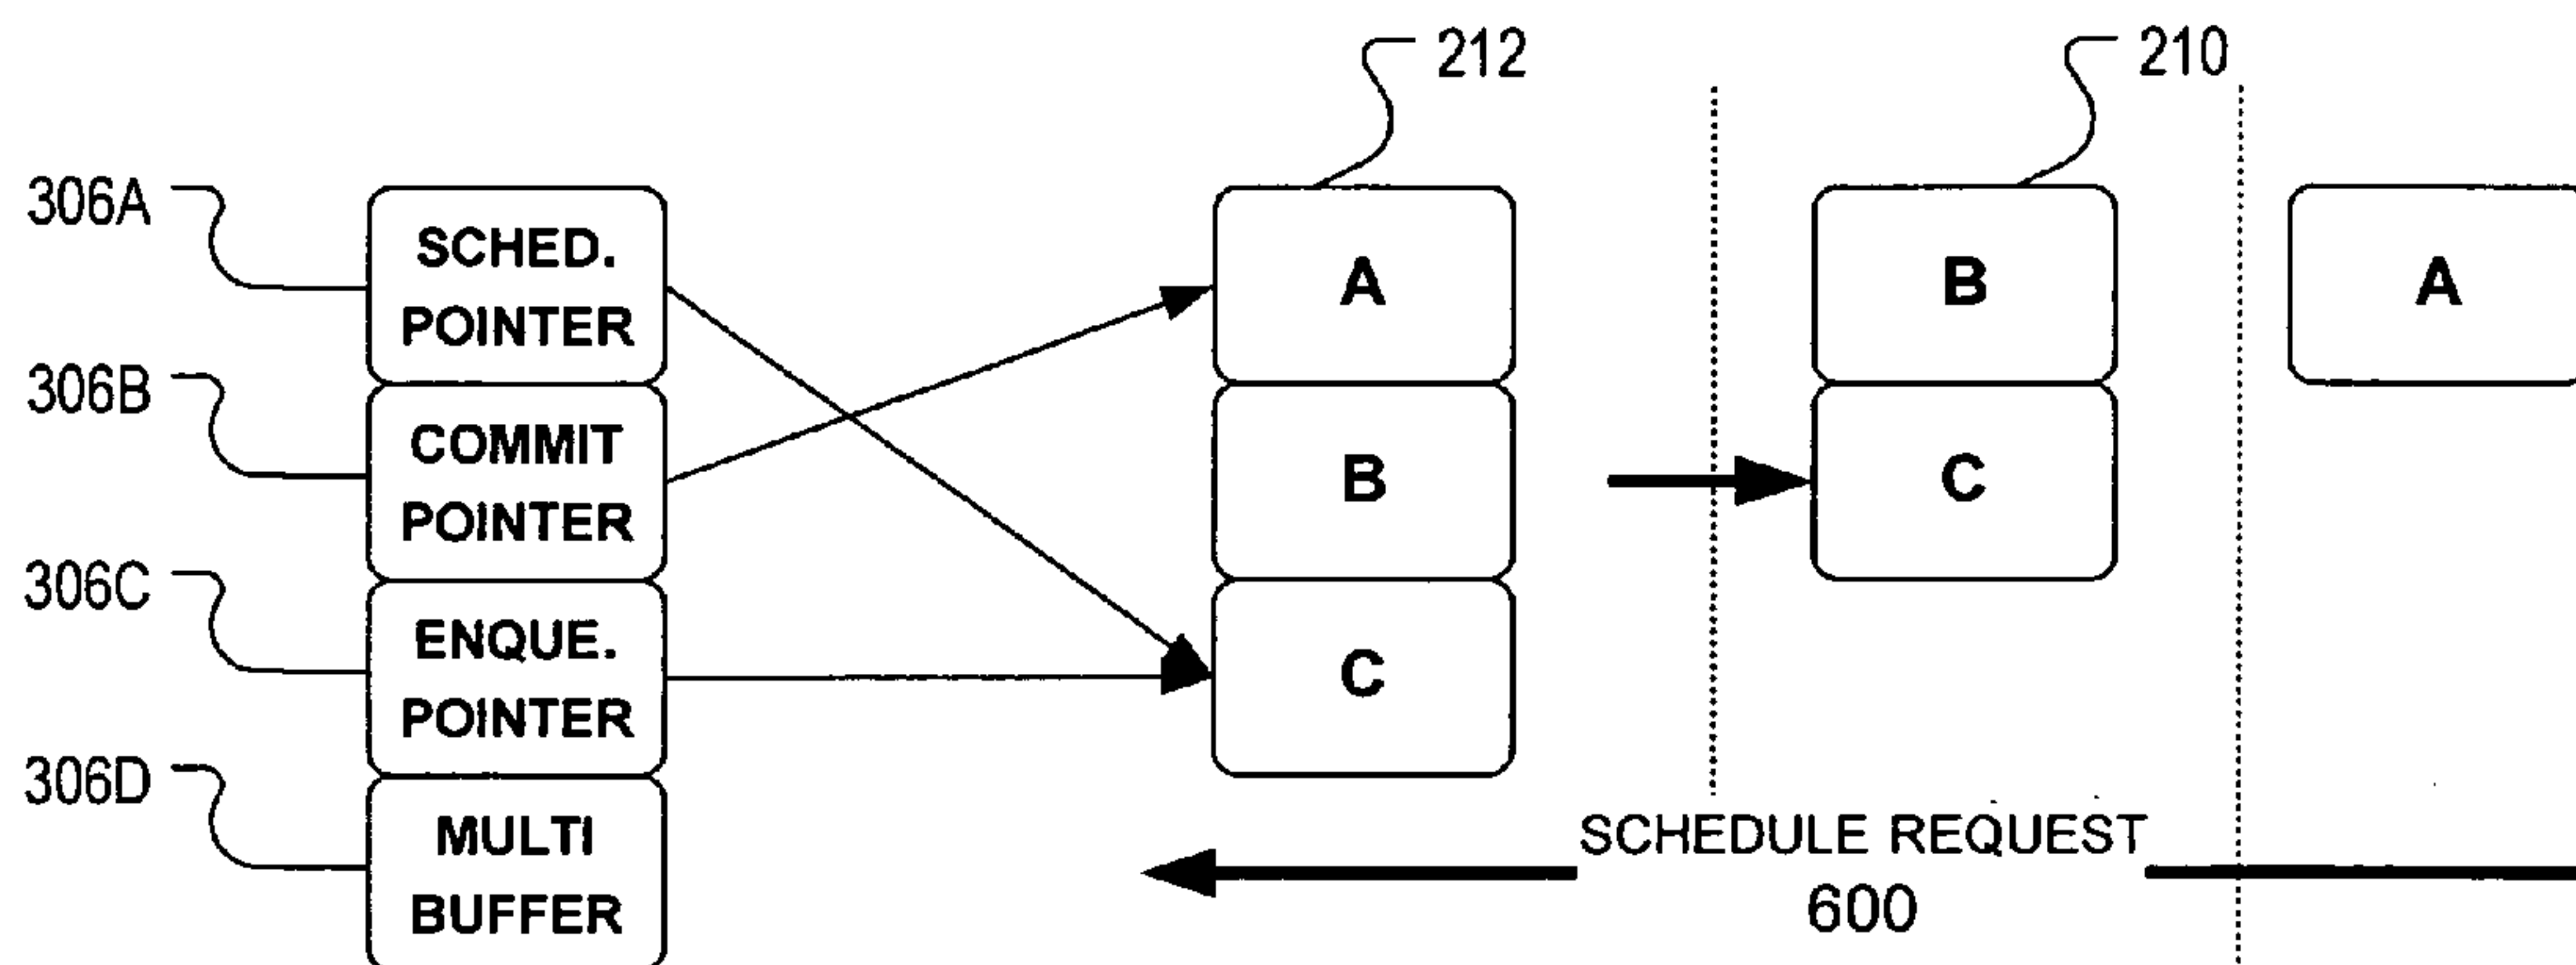 212
210
306A
SCHED.
POINTER
A
B
A
306B
COMMIT
POINTER
B
C
306C
ENQUE.
POINTER
C
306D
MULTI
BUFFER
SCHEDULE REQUEST
600